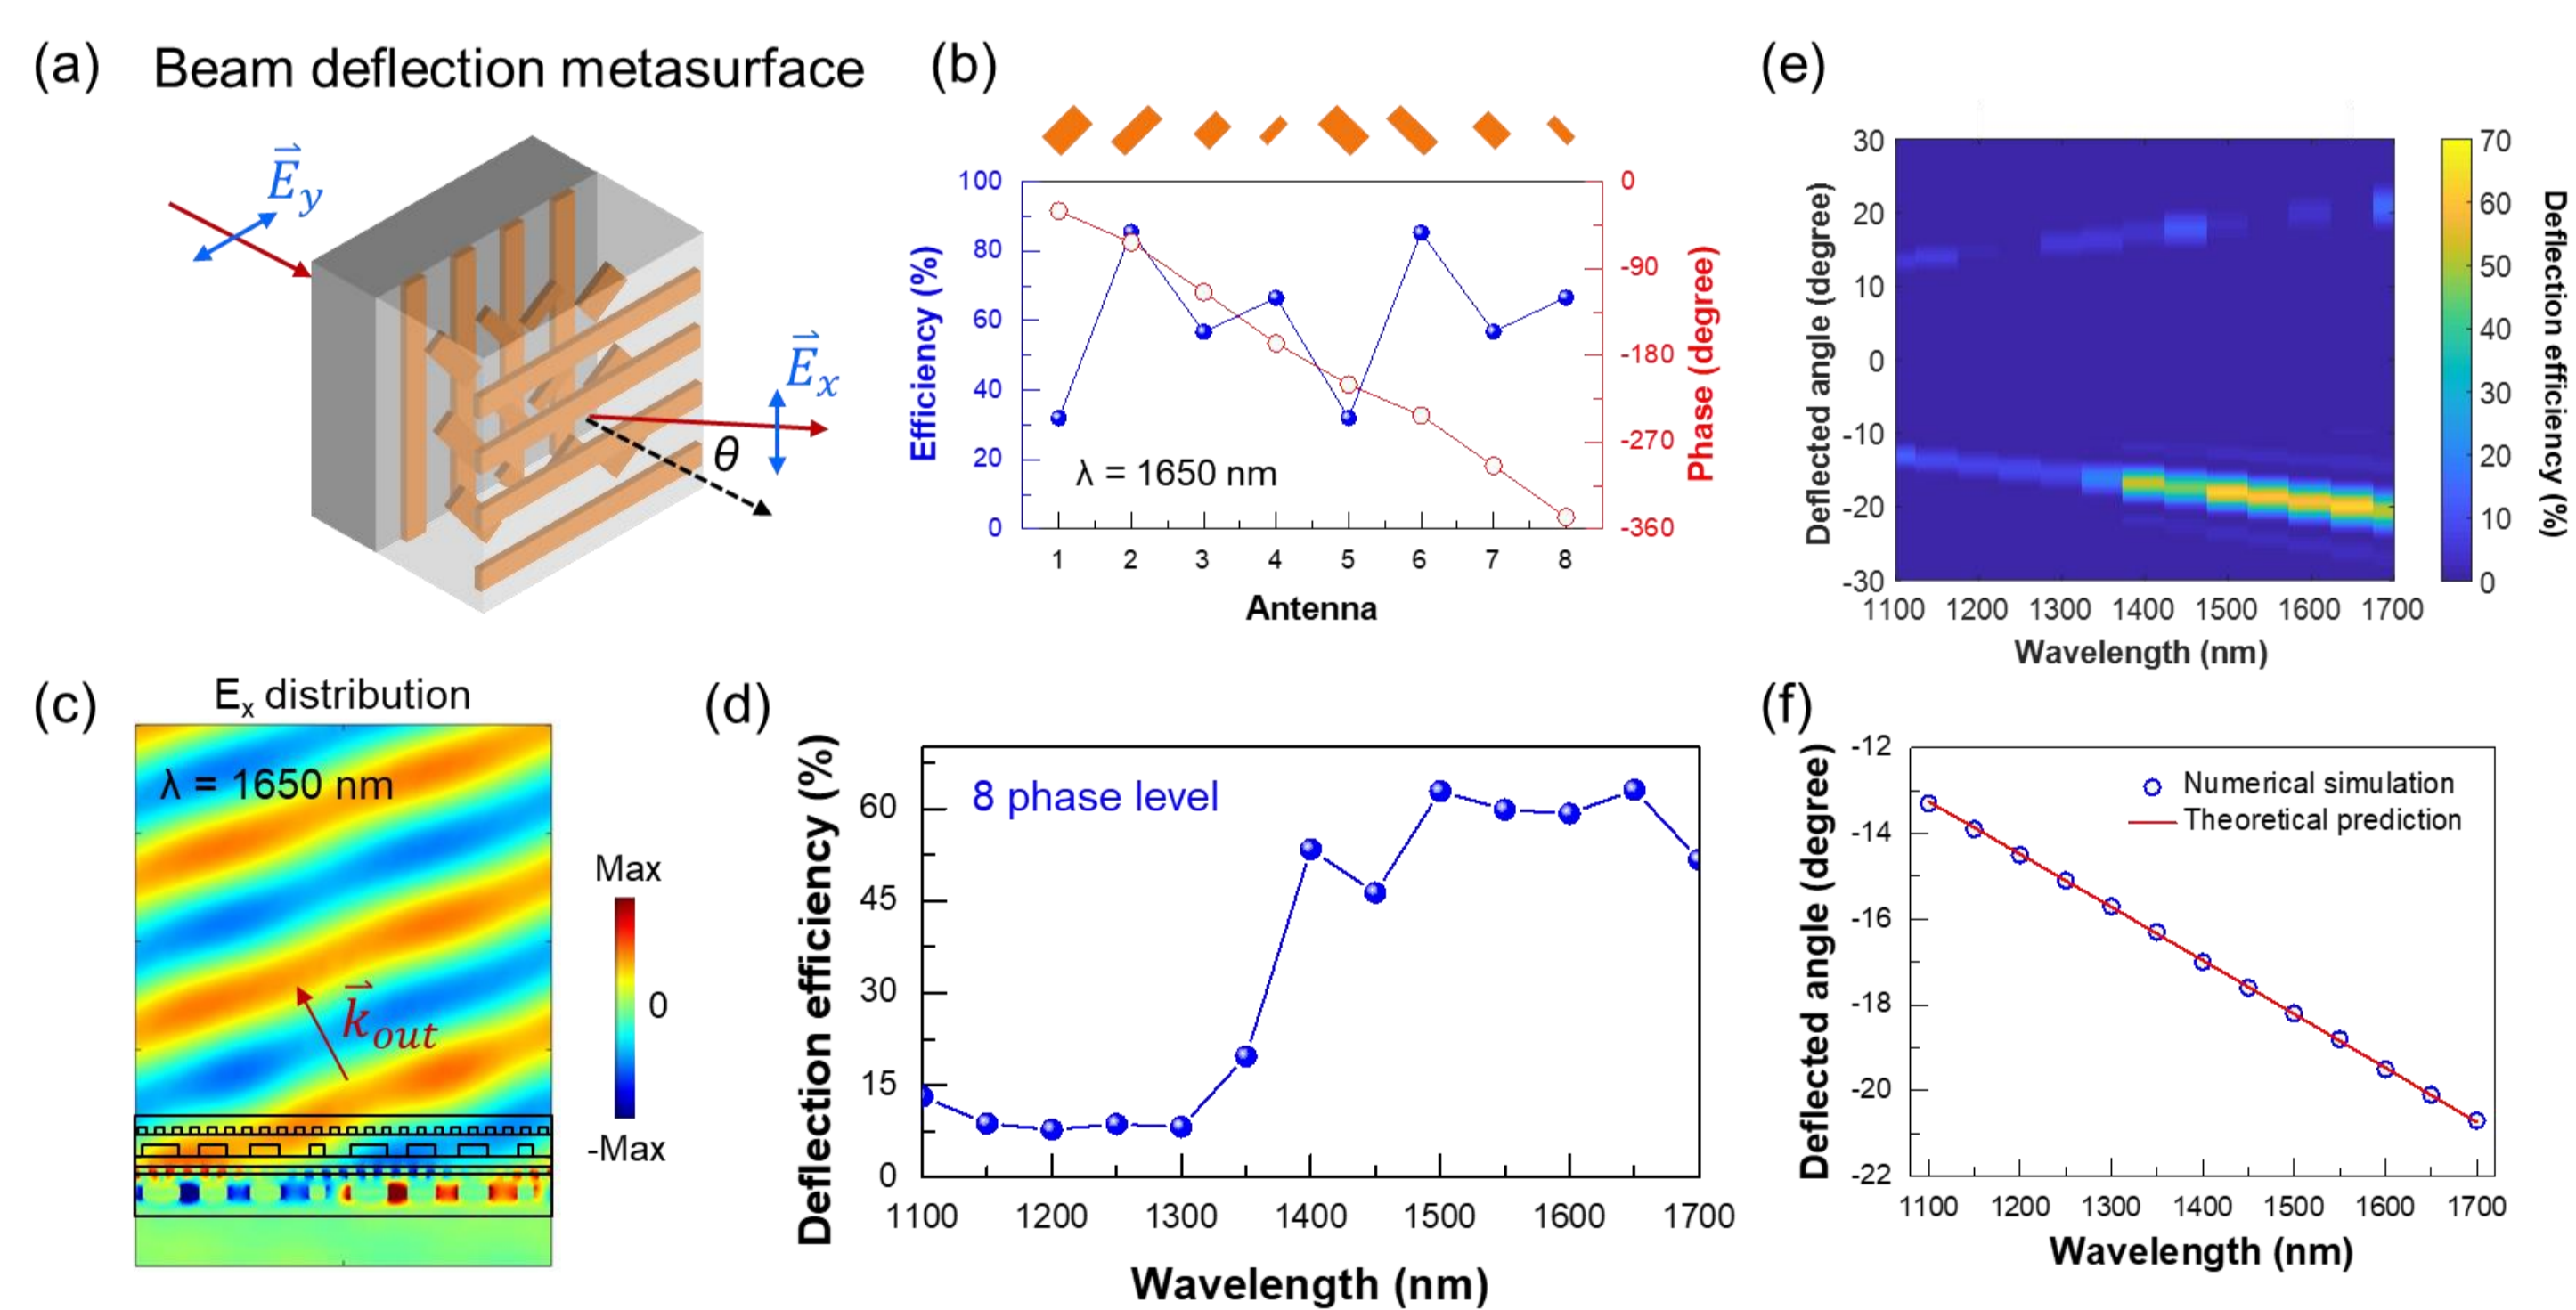 (a) Beam deflection metasurface
E⃗y
E⃗x
θ
(b)
100
80
60
40
20
0
Efficiency (%)
0
-90
-180
-270
-360
Phase (degree)
λ = 1650 nm
1 2 3 4 5 6 7 8
Antenna
(e)
30
20
10
0
-10
-20
-30
Deflected angle (degree)
1100 1200 1300 1400 1500 1600 1700
Wavelength (nm)
70
60
50
40
30
20
10
0
Deflection efficiency (%)
(c)
Ex distribution
λ = 1650 nm
k⃗out
Max
0
-Max
(d)
8 phase level
60
45
30
15
0
Deflection efficiency (%)
1100 1200 1300 1400 1500 1600 1700
Wavelength (nm)
(f)
-12
-14
-16
-18
-20
-22
Deflected angle (degree)
Numerical simulation
Theoretical prediction
1100 1200 1300 1400 1500 1600 1700
Wavelength (nm)